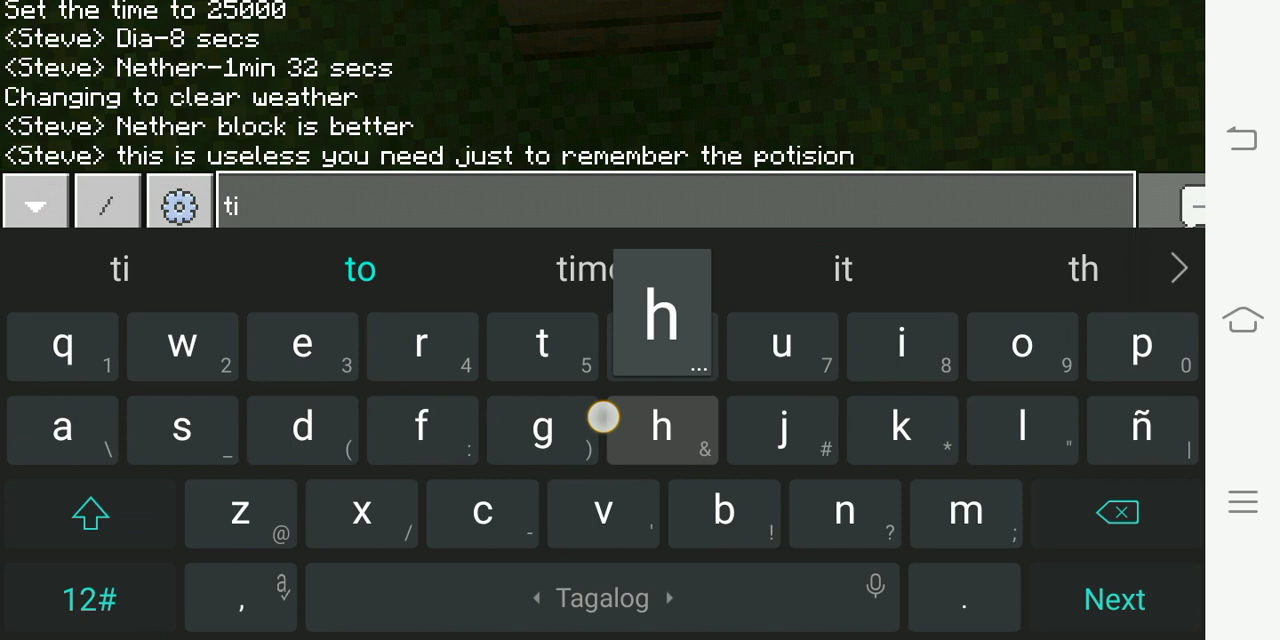 Set the time to 25000
<Steve> Dia-8 secs
<Steve> Nether-1min 32 secs
Changing to clear weather
<Steve> Nether block is better
<Steve> this is useless you need just to remember the potision
/ ti
ti to time it th
h ...
q 1 w 2 e 3 r 4 t 5 u 7 i 8 o 9 p 0
a \ s _ d ( f : g ) h & j # k * l " ñ |
z @ x / c - v ' b ! n ? m ;
12# , a Tagalog . Next